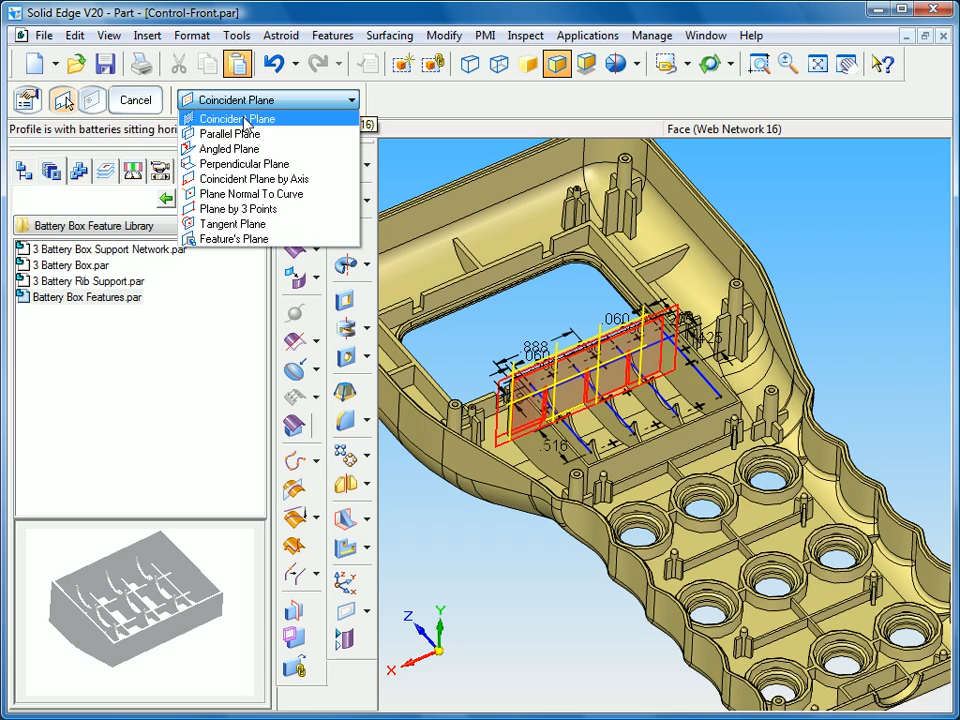 Solid Edge V20 - Part - [Control-Front.par]
File Edit View Insert Format Tools Astroid Features Surfacing Modify PMI Inspect Applications Manage Window Help
Cancel
Coincident Plane
Coincident Plane
16)
Profile is with batteries sitting hori
Face (Web Network 16)
Parallel Plane
Angled Plane
Perpendicular Plane
Coincident Plane by Axis
Plane Normal To Curve
Plane by 3 Points
Tangent Plane
Feature's Plane
Battery Box Feature Library
3 Battery Box Support Network.par
3 Battery Box.par
3 Battery Rib Support.par
Battery Box Features.par
.060
.888
.060
.425
.516
Z
Y
X